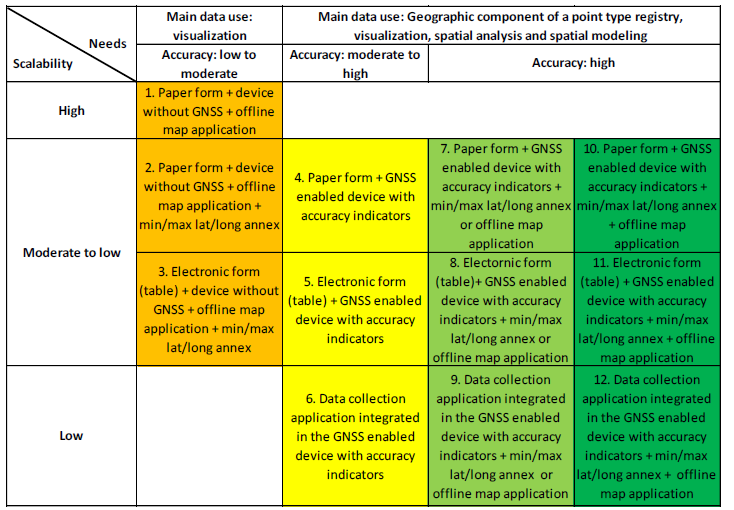 Needs
Scalability
Main data use:
visualization
Main data use: Geographic component of a point type registry,
visualization, spatial analysis and spatial modeling
Accuracy: low to
moderate
Accuracy: moderate to
high
Accuracy: high
High
1. Paper form + device
without GNSS + offline
map application
Moderate to low
2. Paper form + device
without GNSS + offline
map application +
min/max lat/long annex
4. Paper form + GNSS
enabled device with
accuracy indicators
7. Paper form + GNSS
enabled device with
accuracy indicators +
min/max lat/long annex
or offline map
application
10. Paper form + GNSS
enabled device with
accuracy indicators +
min/max lat/long annex
+ offline map
application
3. Electronic form
(table) + device without
GNSS + offline map
application + min/max
lat/long annex
5. Electronic form
(table) + GNSS enabled
device with accuracy
indicators
8. Electornic form
(table)+ GNSS enabled
device with accuracy
indicators + min/max
lat/long annex or
offline map application
11. Electronic form
(table) + GNSS enabled
device with accuracy
indicators + min/max
lat/long annex + offline
map application
Low
6. Data collection
application integrated
in the GNSS enabled
device with accuracy
indicators
9. Data collection
application integrated
in the GNSS enabled
device with accuracy
indicators + min/max
lat/long annex or
offline map application
12. Data collection
application integrated
in the GNSS enabled
device with accuracy
indicators + min/max
lat/long annex + offline
map application